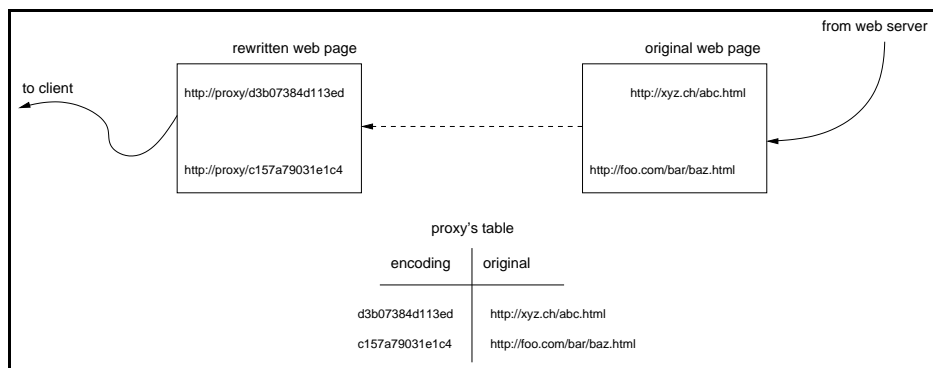 from web server
rewritten web page
original web page
to client
http://proxy/d3b07384d113ed
http://xyz.ch/abc.html
http://proxy/c157a79031e1c4
http://foo.com/bar/baz.html
proxy's table
encoding original
d3b07384d113ed http://xyz.ch/abc.html
c157a79031e1c4 http://foo.com/bar/baz.html